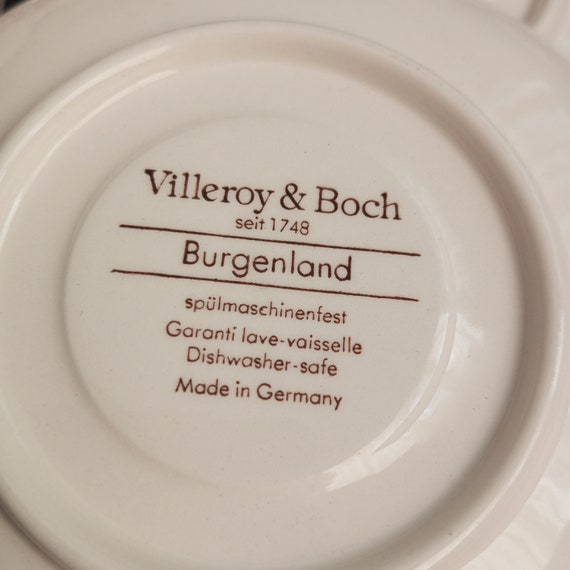 Villeroy & Boch
seit 1748
Burgenland
spülmaschinenfest
Garanti lave-vaisselle
Dishwasher-safe
Made in Germany